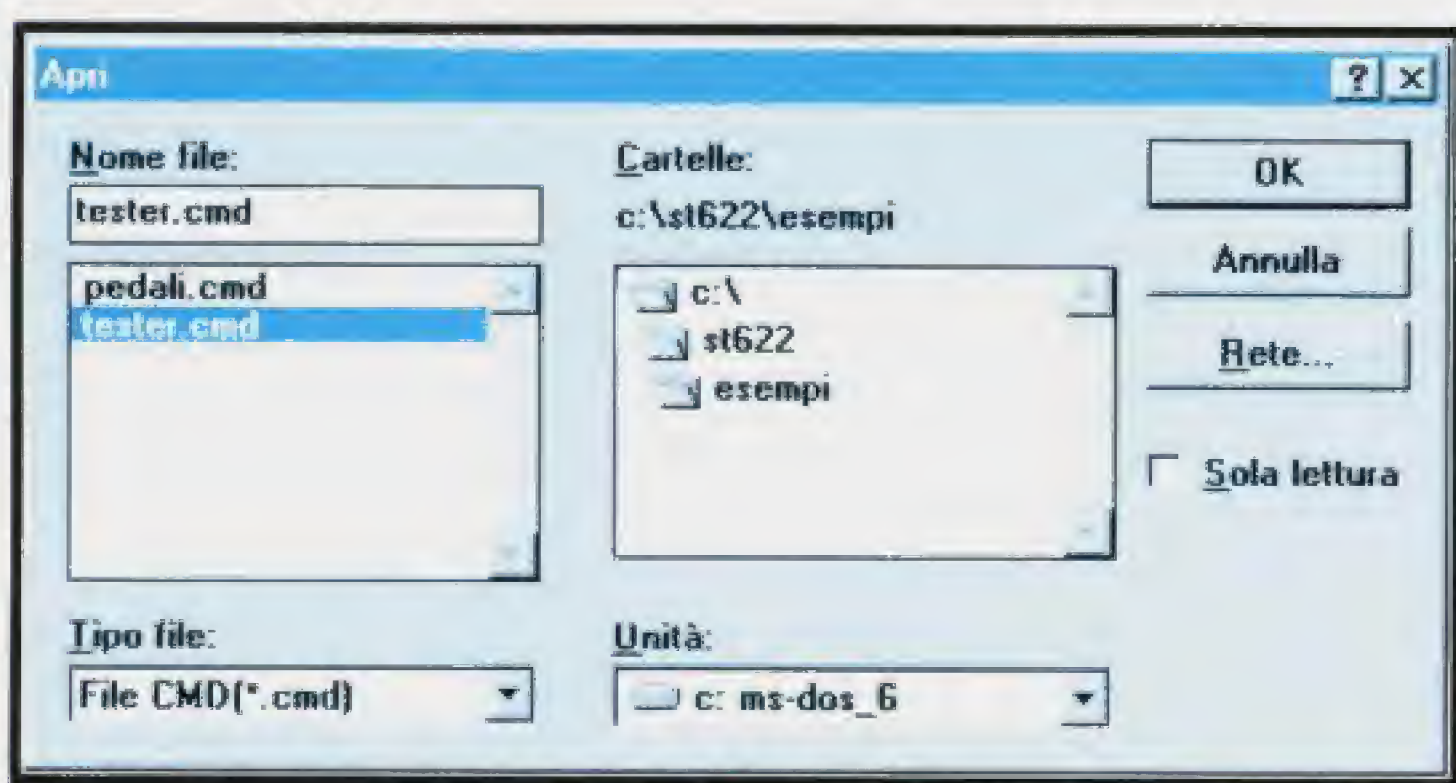 Apri
? x
Nome file:
tester.cmd
pedali.cmd
tester.cmd
Tipo file:
File CMD(*.cmd)
Cartelle:
c:\st622\esempi
c:\
st622
esempi
Unità:
c: ms-dos_6
OK
Annulla
Rete...
Sola lettura